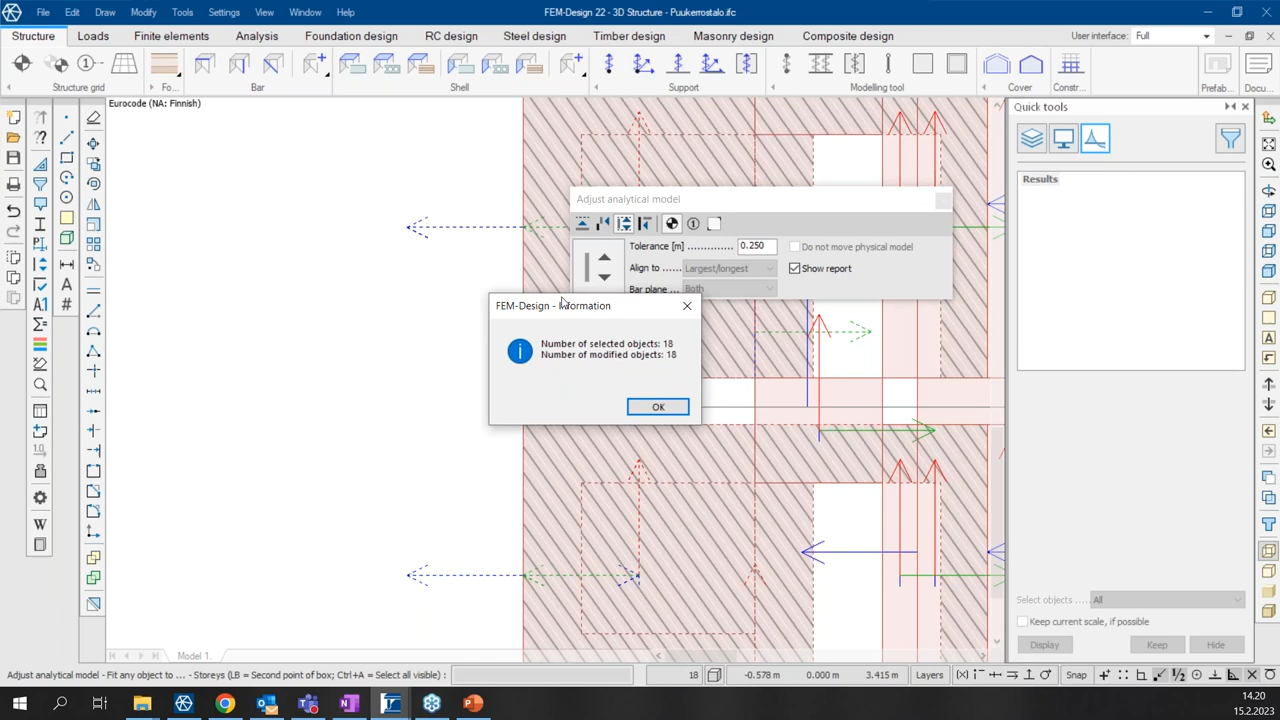 File Edit Draw Modify Tools Settings View Window Help
FEM-Design 22 - 3D Structure - Puukerrostalo.ifc
Structure Loads Finite elements Analysis Foundation design RC design Steel design Timber design Masonry design Composite design
User interface: Full
Structure grid Fo... Bar Shell Support Modelling tool Cover Constr... Prefab... Docu...
Eurocode (NA: Finnish)
Quick tools
Results
Adjust analytical model
Tolerance [m] 0.250 Do not move physical model
Align to ...... Largest/longest Show report
Bar plane ... Both
FEM-Design - Information
Number of selected objects: 18
Number of modified objects: 18
OK
Select objects .... All
Keep current scale, if possible
Display Keep Hide
Model 1.
Adjust analytical model - Fit any object to ... - Storeys (LB = Second point of box; Ctrl+A = Select all visible) :
18 -0.578 m 0.000 m 3.415 m Layers Snap
14.20
15.2.2023